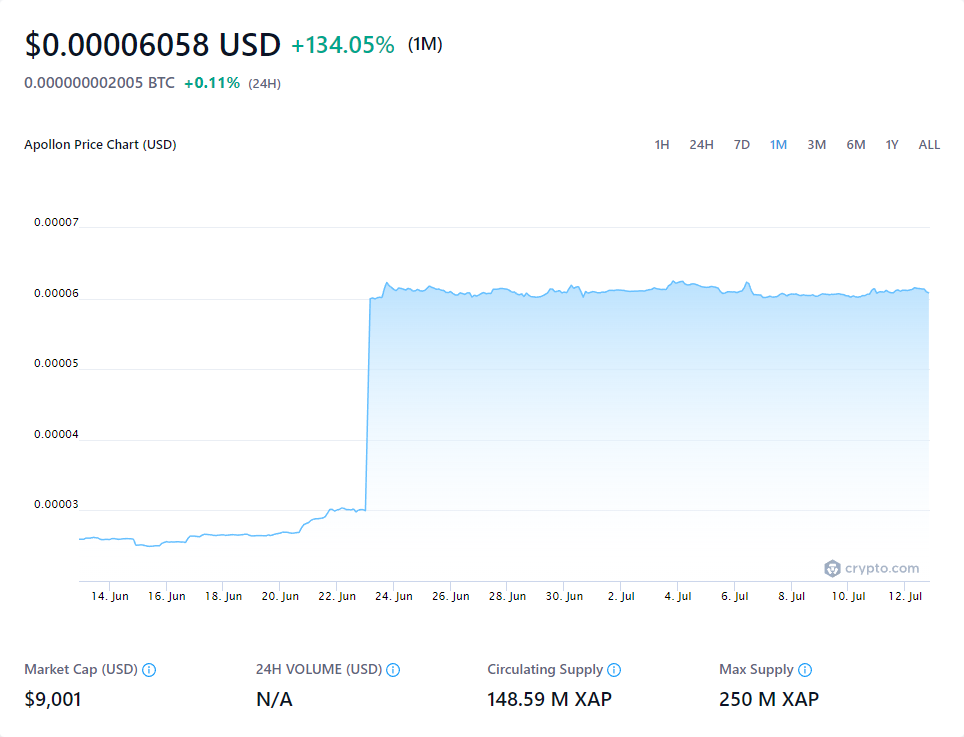 $0.00006058 USD +134.05% (1M)
0.000000002005 BTC +0.11% (24H)
Apollon Price Chart (USD) 1H 24H 7D 1M 3M 6M 1Y ALL
0.00007
0.00006
0.00005
0.00004
0.00003
crypto.com
14. Jun 16. Jun 18. Jun 20. Jun 22. Jun 24. Jun 26. Jun 28. Jun 30. Jun 2. Jul 4. Jul 6. Jul 8. Jul 10. Jul 12. Jul
Market Cap (USD) 24H VOLUME (USD) Circulating Supply Max Supply
$9,001 N/A 148.59 M XAP 250 M XAP